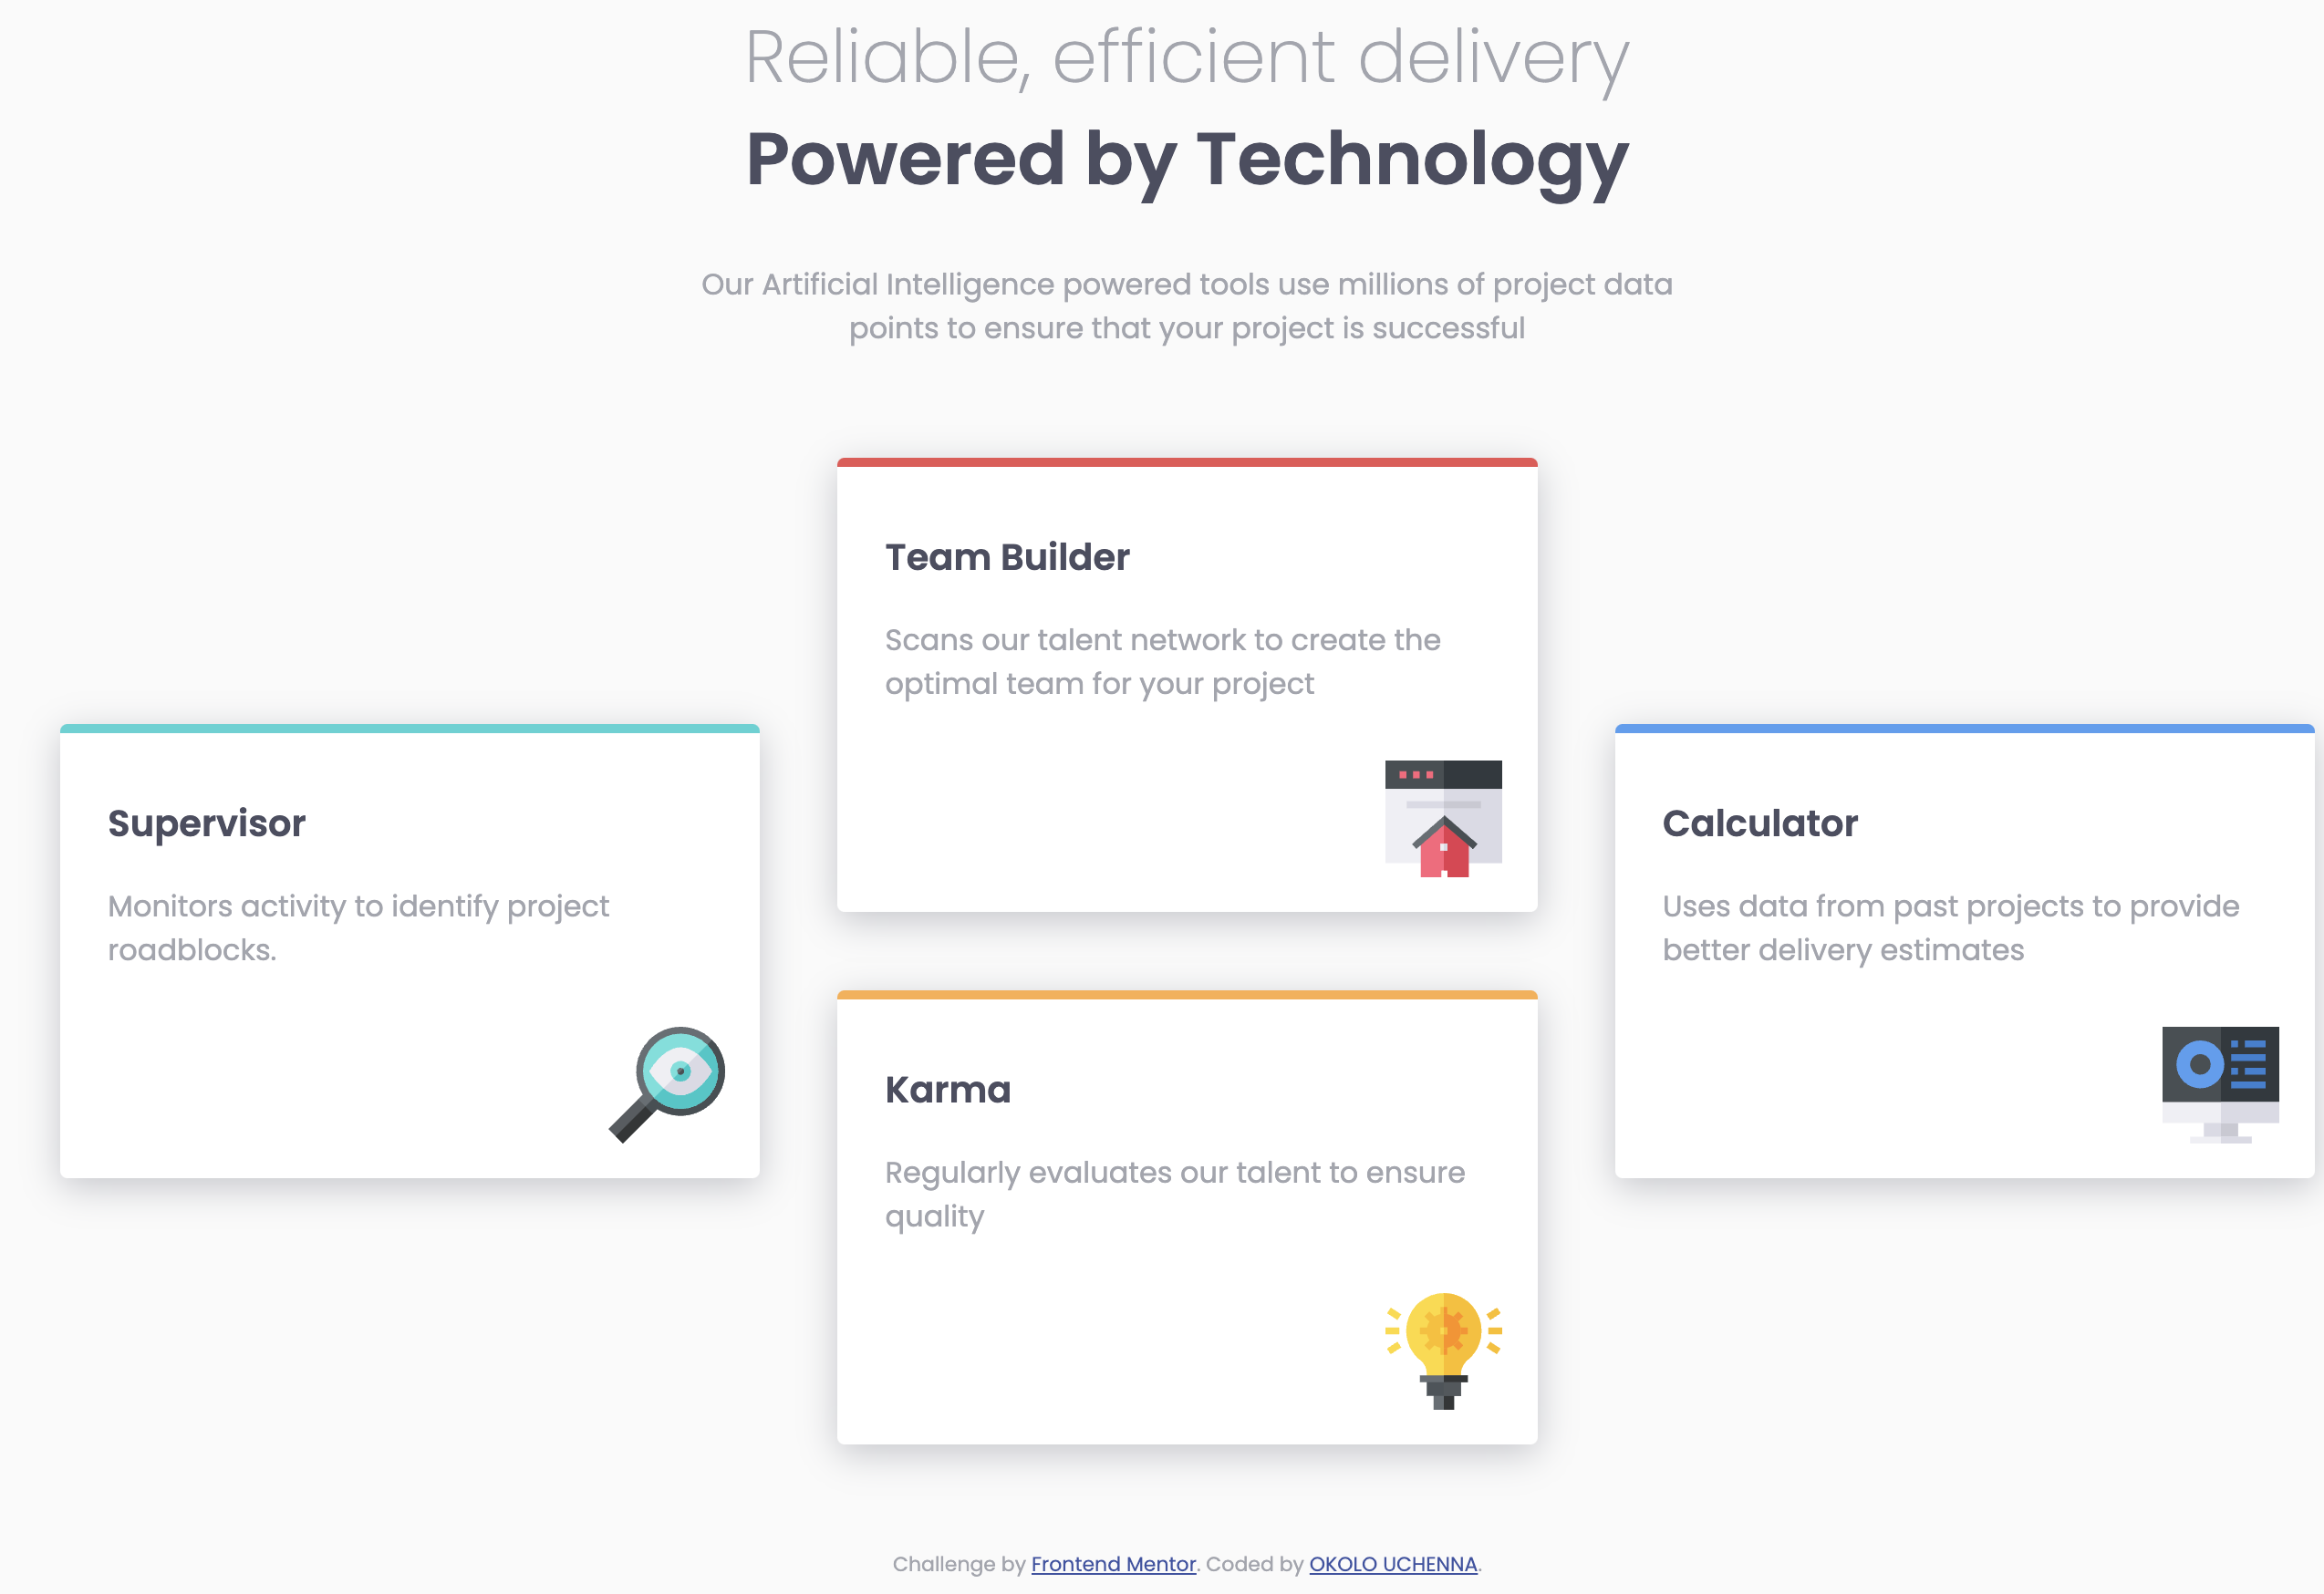 Reliable, efficient delivery
Powered by Technology
Our Artificial Intelligence powered tools use millions of project data
points to ensure that your project is successful
Supervisor
Monitors activity to identify project
roadblocks.
Team Builder
Scans our talent network to create the
optimal team for your project
Karma
Regularly evaluates our talent to ensure
quality
Calculator
Uses data from past projects to provide
better delivery estimates
Challenge by Frontend Mentor. Coded by OKOLO UCHENNA.